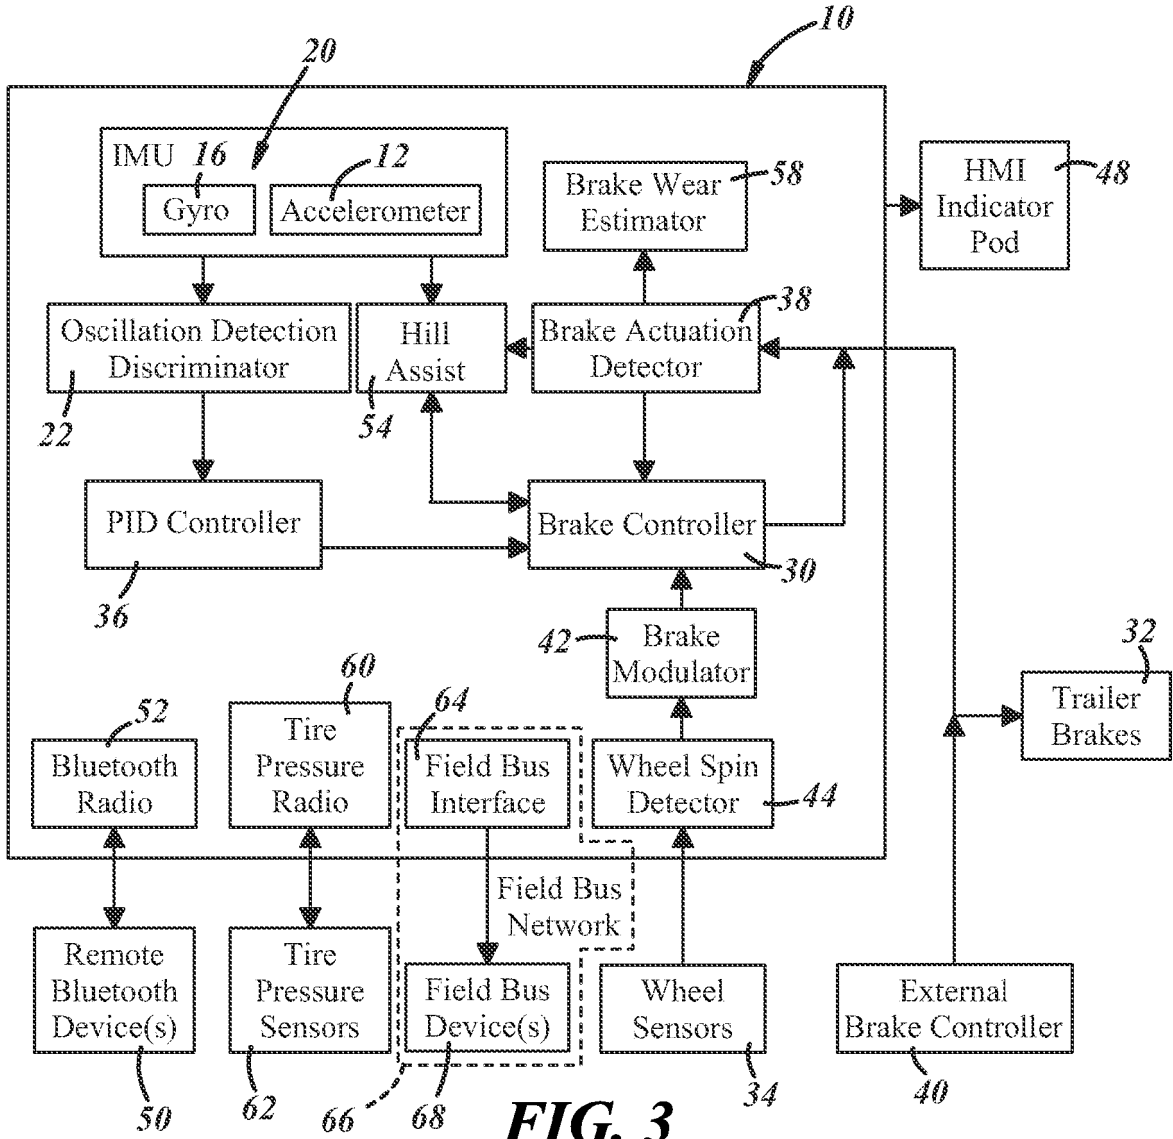 10
20
IMU
16
12
Gyro
Accelerometer
Brake Wear
Estimator
58
HMI
Indicator
Pod
48
Oscillation Detection
Discriminator
22
Hill
Assist
54
Brake Actuation
Detector
38
PID Controller
36
Brake Controller
30
42
Brake
Modulator
32
Trailer
Brakes
52
Bluetooth
Radio
60
Tire
Pressure
Radio
64
Field Bus
Interface
Wheel Spin
Detector
44
Field Bus
Network
Remote
Bluetooth
Device(s)
50
Tire
Pressure
Sensors
62
Field Bus
Device(s)
66
68
Wheel
Sensors
34
External
Brake Controller
40
FIG. 3